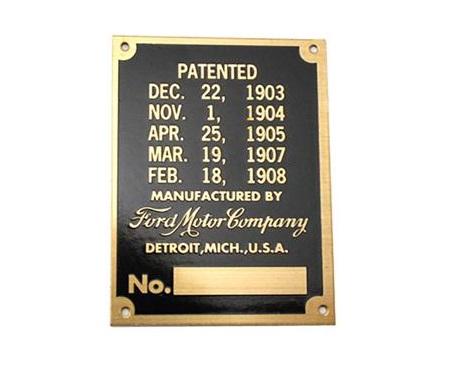 PATENTED
DEC. 22, 1903
NOV. 1, 1904
APR. 25, 1905
MAR. 19, 1907
FEB. 18, 1908
MANUFACTURED BY
Ford Motor Company
DETROIT, MICH., U.S.A.
No.